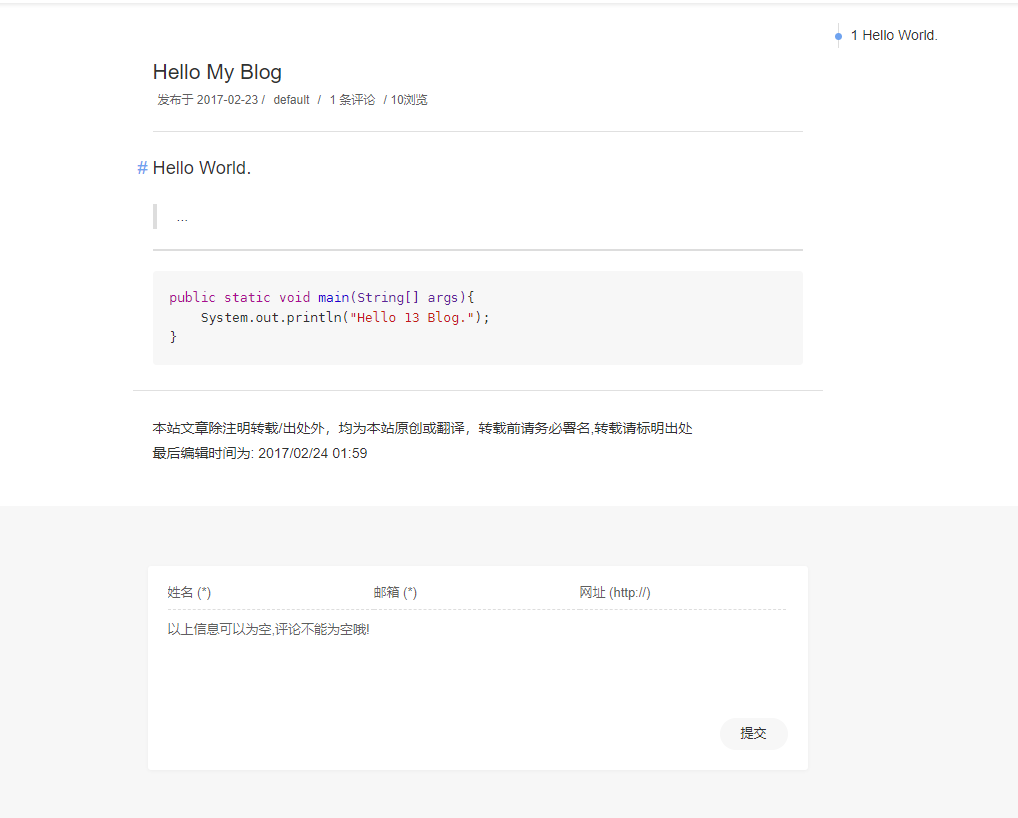 1 Hello World.
Hello My Blog
发布于 2017-02-23 / default / 1 条评论 / 10浏览
# Hello World.
...
public static void main(String[] args){
    System.out.println("Hello 13 Blog.");
}
本站文章除注明转载/出处外，均为本站原创或翻译，转载前请务必署名,转载请标明出处
最后编辑时间为: 2017/02/24 01:59
姓名 (*) 邮箱 (*) 网址 (http://)
以上信息可以为空,评论不能为空哦!
提交